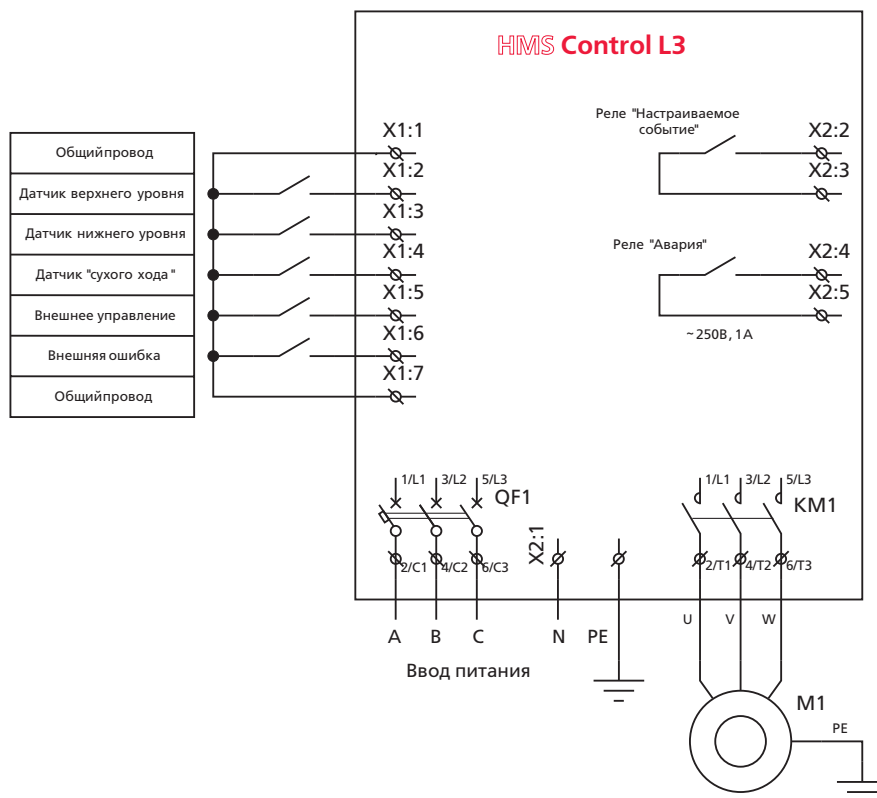 HMS Control L3
Общийпровод
Датчик верхнего уровня
Датчик нижнего уровня
Датчик "сухого хода"
Внешнее управление
Внешняя ошибка
Общийпровод
X1:1
X1:2
X1:3
X1:4
X1:5
X1:6
X1:7
Реле "Настраиваемое
событие"
X2:2
X2:3
Реле "Авария"
X2:4
X2:5
~250В, 1А
1/L1 3/L2 5/L3
QF1
2/C1 4/C2 6/C3
X2:1
1/L1 3/L2 5/L3
KM1
2/T1 4/T2 6/T3
A B C N PE
U V W
Ввод питания
M1
PE